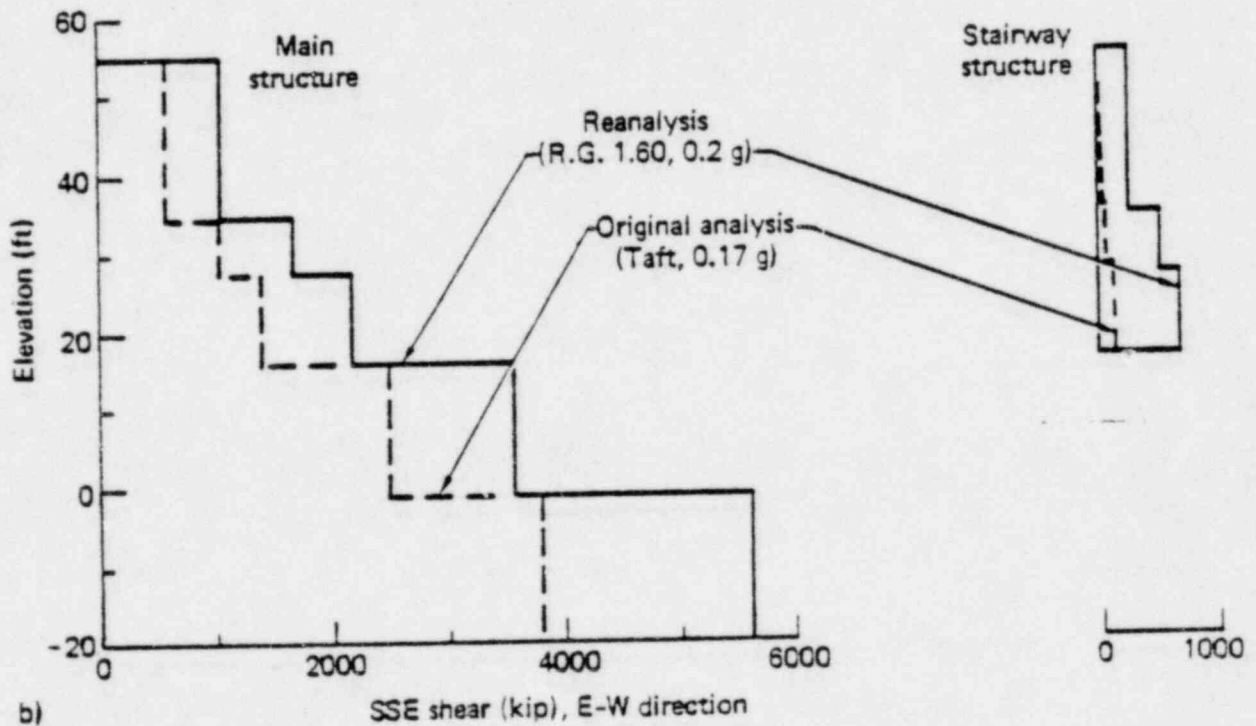 60
40
20
0
-20
Elevation (ft)
Main
structure
Stairway
structure
Reanalysis
(R.G. 1.60, 0.2 g)
Original analysis
(Taft, 0.17 g)
0
2000
4000
6000
0
1000
SSE shear (kip), E-W direction
b)